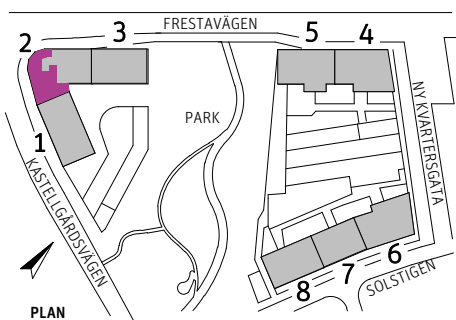 FRESTAVÄGEN
2
3
5
4
1
PARK
NY KVARTERSGATA
KASTELLGÅRDSVÄGEN
6
7
8
SOLSTIGEN
PLAN